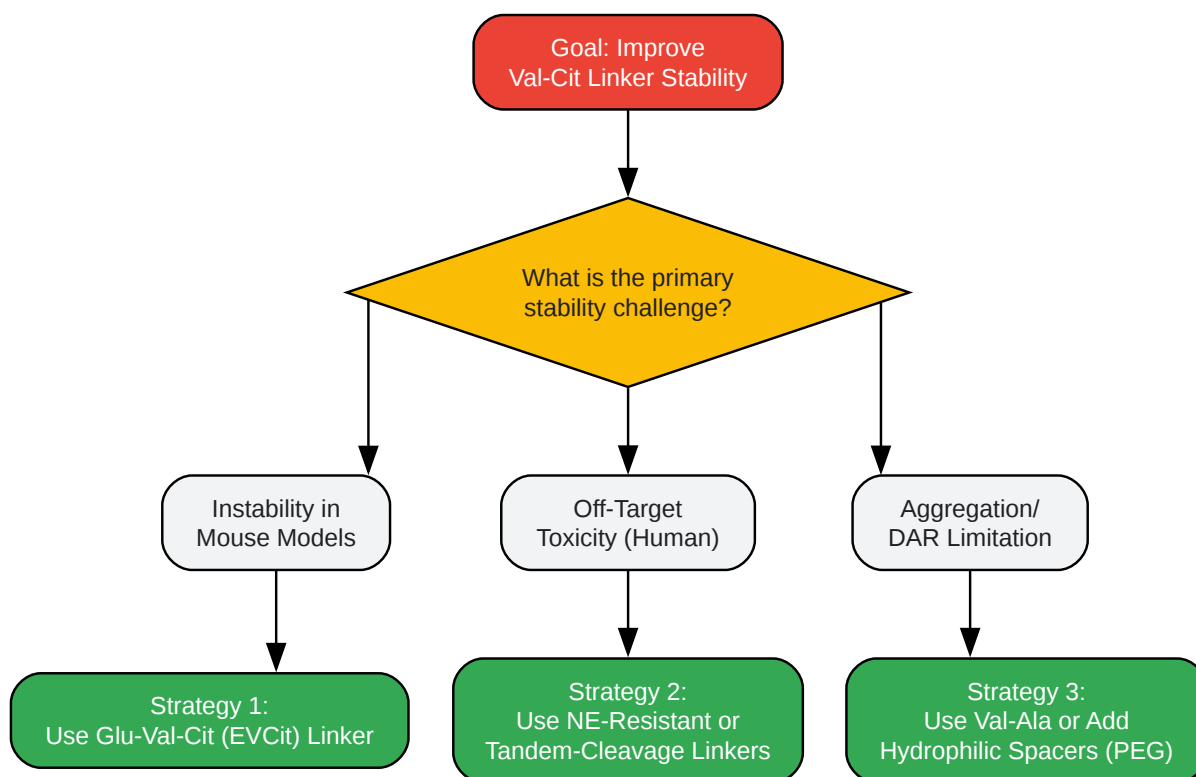 Goal: Improve
Val-Cit Linker Stability
What is the primary
stability challenge?
Instability in
Mouse Models
Off-Target
Toxicity (Human)
Aggregation/
DAR Limitation
Strategy 1:
Use Glu-Val-Cit (EVCit) Linker
Strategy 2:
Use NE-Resistant or
Tandem-Cleavage Linkers
Strategy 3:
Use Val-Ala or Add
Hydrophilic Spacers (PEG)